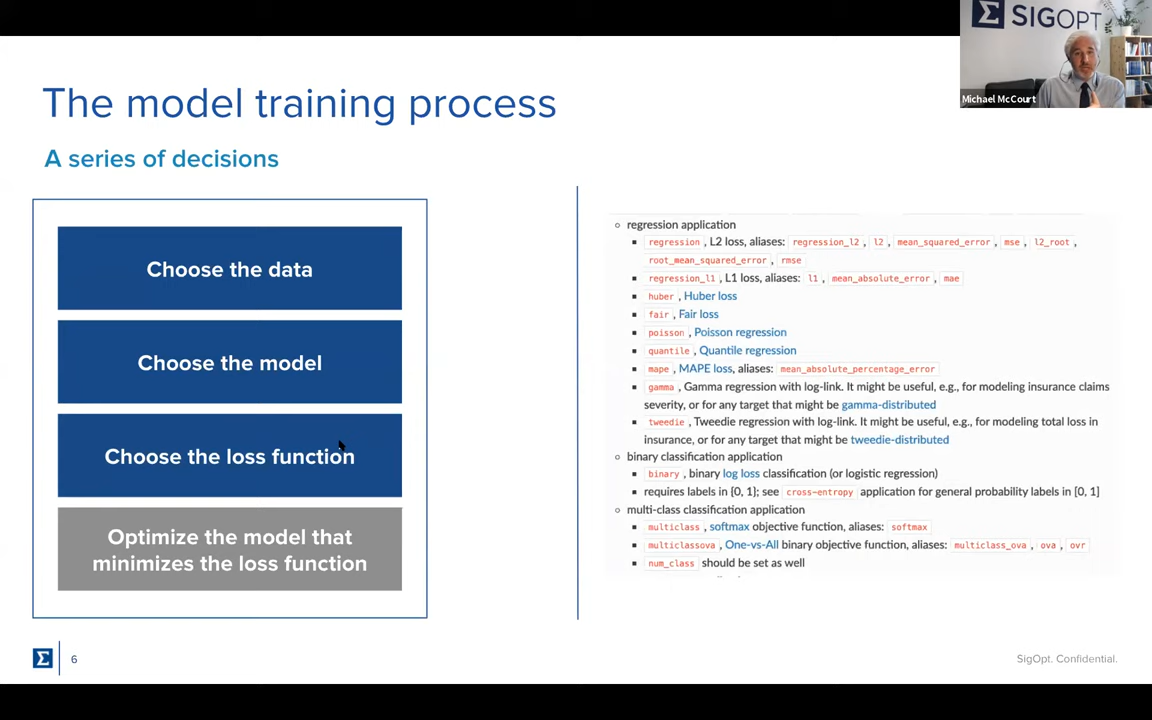 SIGOPT
Michael McCourt
The model training process
A series of decisions
Choose the data
Choose the model
Choose the loss function
Optimize the model that
minimizes the loss function
regression application
regression , L2 loss, aliases: regression_l2 , l2 , mean_squared_error , mse , l2_root ,
root_mean_squared_error , rmse
regression_l1 , L1 loss, aliases: l1 , mean_absolute_error , mae
huber , Huber loss
fair , Fair loss
poisson , Poisson regression
quantile , Quantile regression
mape , MAPE loss, aliases: mean_absolute_percentage_error
gamma , Gamma regression with log-link. It might be useful, e.g., for modeling insurance claims
severity, or for any target that might be gamma-distributed
tweedie , Tweedie regression with log-link. It might be useful, e.g., for modeling total loss in
insurance, or for any target that might be tweedie-distributed
binary classification application
binary , binary log loss classification (or logistic regression)
requires labels in {0, 1}; see cross-entropy application for general probability labels in [0, 1]
multi-class classification application
multiclass , softmax objective function, aliases: softmax
multiclassova , One-vs-All binary objective function, aliases: multiclass_ova , ova , ovr
num_class should be set as well
Σ 6
SigOpt. Confidential.